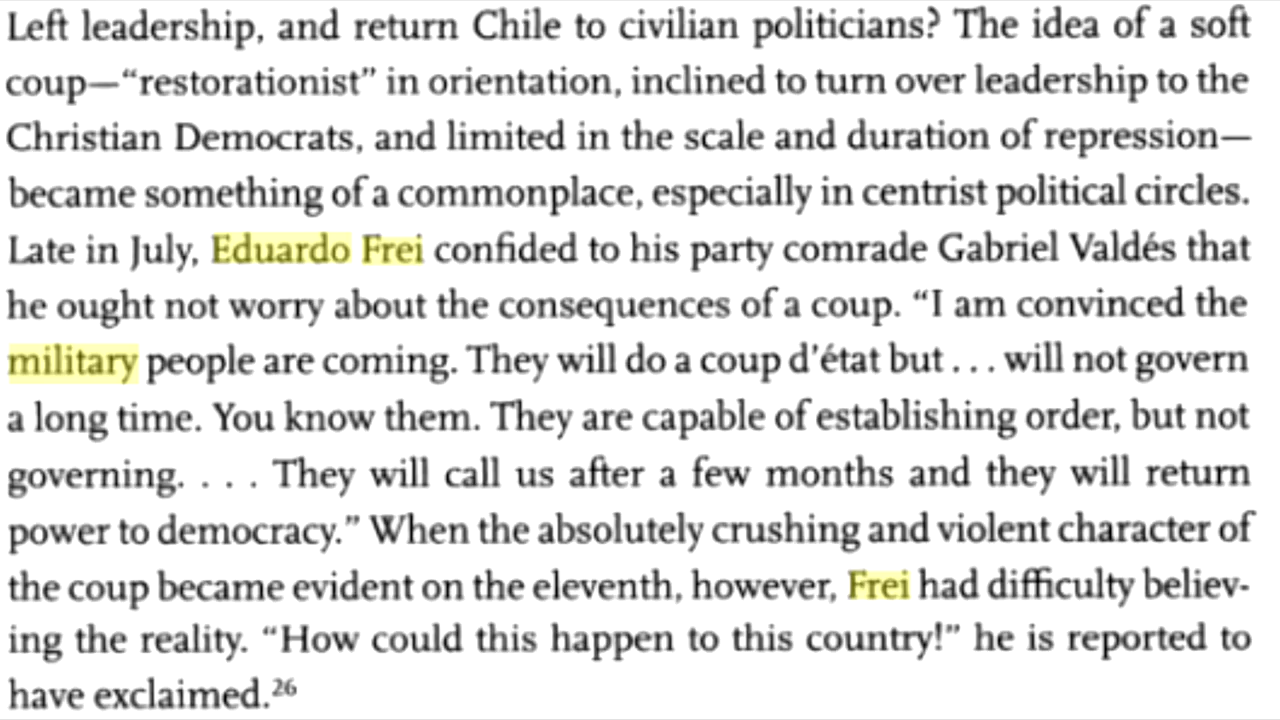 Left leadership, and return Chile to civilian politicians? The idea of a soft
coup—“restorationist” in orientation, inclined to turn over leadership to the
Christian Democrats, and limited in the scale and duration of repression—
became something of a commonplace, especially in centrist political circles.
Late in July, Eduardo Frei confided to his party comrade Gabriel Valdés that
he ought not worry about the consequences of a coup. “I am convinced the
military people are coming. They will do a coup d’état but . . . will not govern
a long time. You know them. They are capable of establishing order, but not
governing. . . . They will call us after a few months and they will return
power to democracy.” When the absolutely crushing and violent character of
the coup became evident on the eleventh, however, Frei had difficulty believ-
ing the reality. “How could this happen to this country!” he is reported to
have exclaimed.26